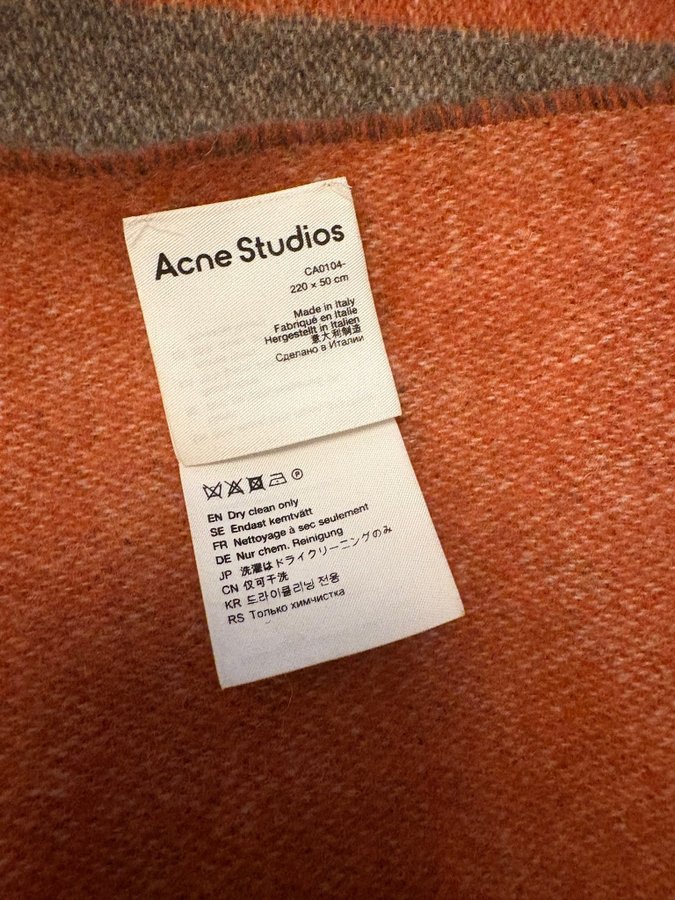 Acne Studios
CA0104-
220 x 50 cm
Made in Italy
Fabriqué en Italie
Hergestellt in Italien
意大利制造
Сделано в Италии
P
EN Dry clean only
SE Endast kemtvätt
FR Nettoyage à sec seulement
DE Nur chem. Reinigung
JP 洗濯はドライクリーニングのみ
CN 仅可干洗
KR 드라이클리닝 전용
RS Только химчистка